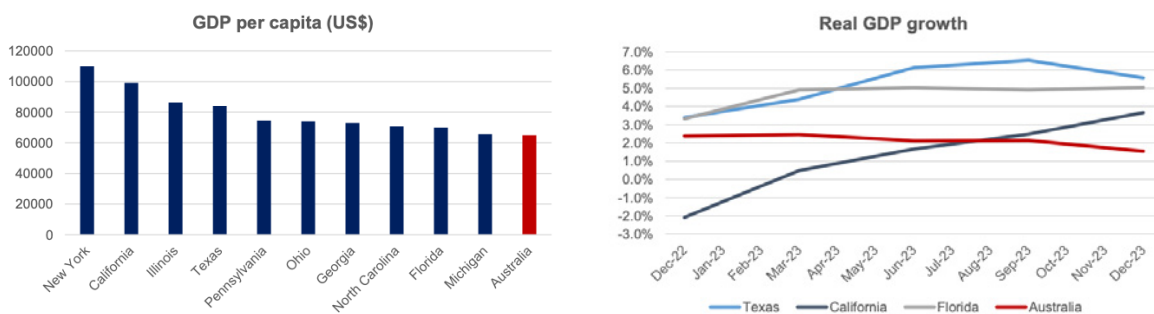 GDP per capita (US$)
120000
100000
80000
60000
40000
20000
0
New York
California
Illinois
Texas
Pennsylvania
Ohio
Georgia
North Carolina
Florida
Michigan
Australia
Real GDP growth
7.0%
6.0%
5.0%
4.0%
3.0%
2.0%
1.0%
0.0%
-1.0%
-2.0%
-3.0%
Dec-22
Jan-23
Feb-23
Mar-23
Apr-23
May-23
Jun-23
Jul-23
Aug-23
Sep-23
Oct-23
Nov-23
Dec-23
Texas California Florida Australia